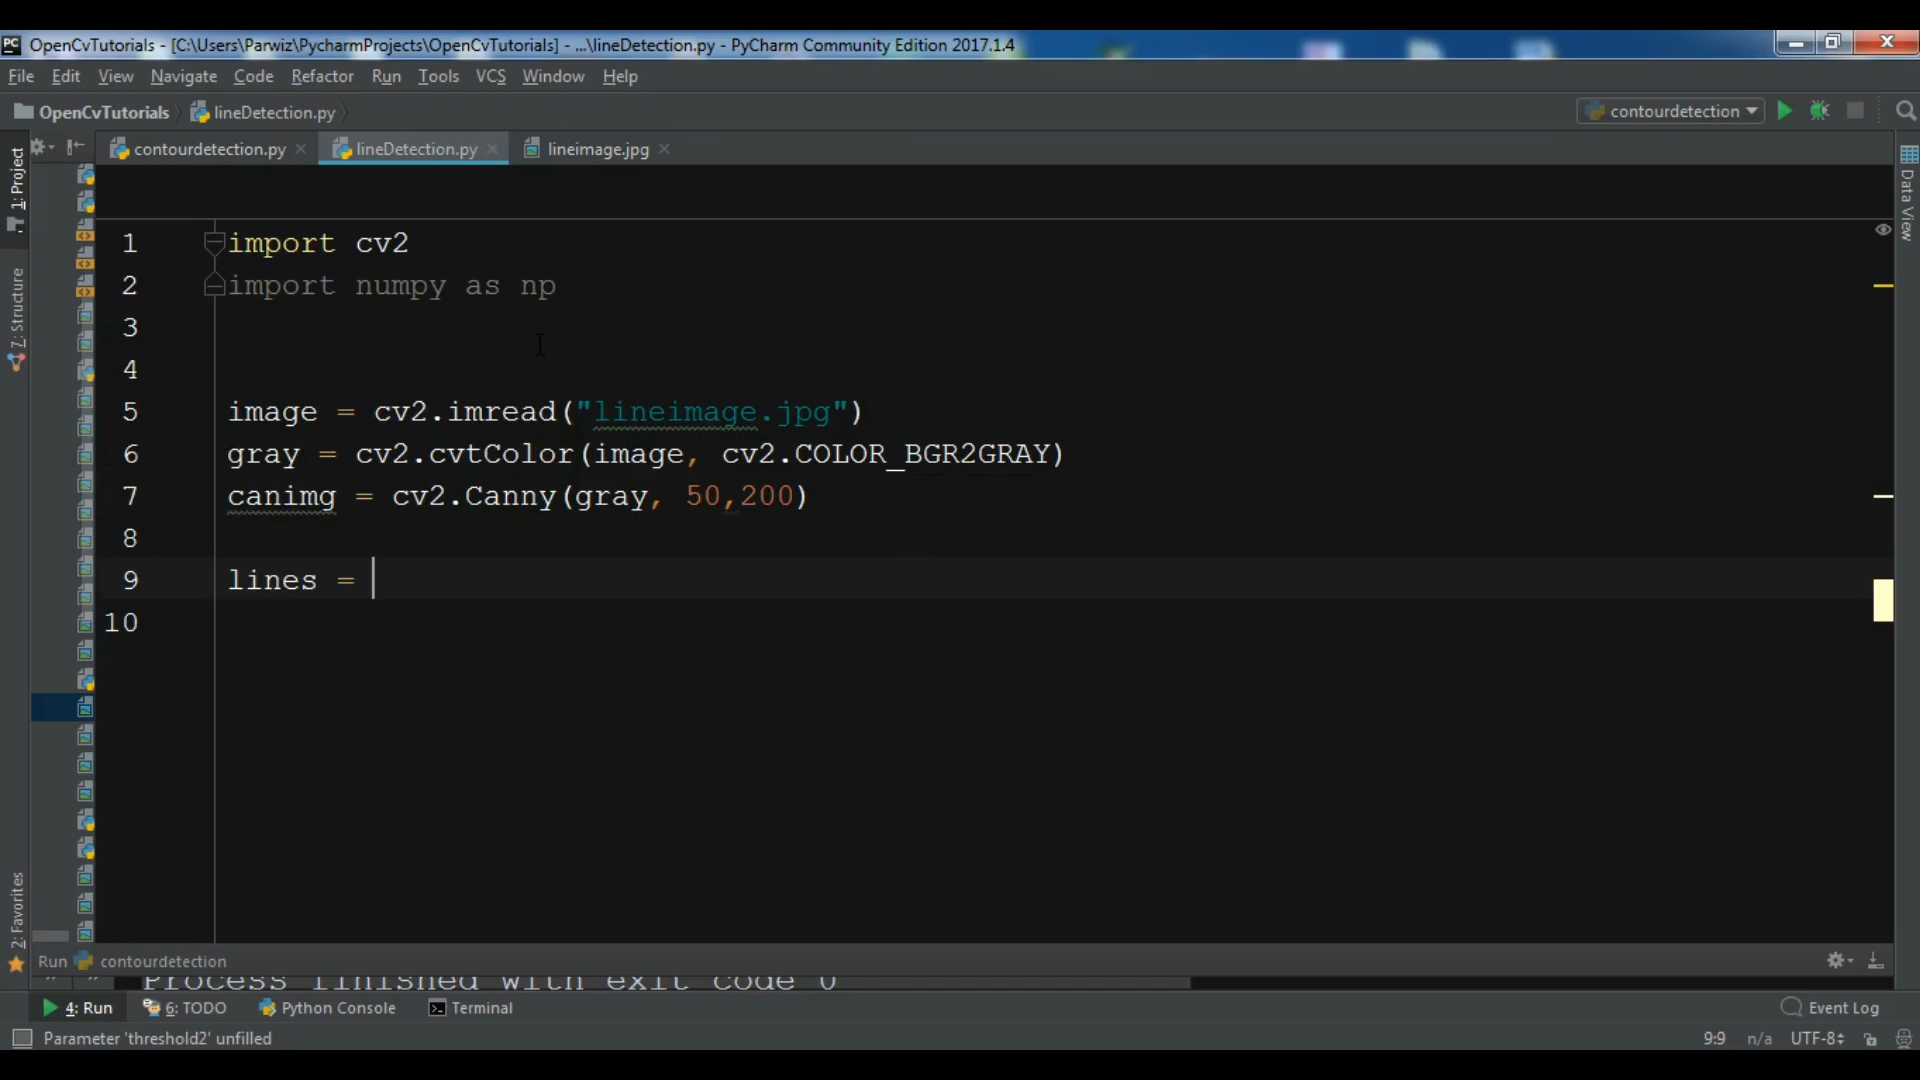 PC OpenCvTutorials - [C:\Users\Parwiz\PycharmProjects\OpenCvTutorials] - ...\lineDetection.py - PyCharm Community Edition 2017.1.4
File Edit View Navigate Code Refactor Run Tools VCS Window Help
OpenCvTutorials lineDetection.py contourdetection
contourdetection.py lineDetection.py lineimage.jpg
1: Project
7: Structure
2: Favorites
Data View
1 import cv2
2 import numpy as np
3
4
5 image = cv2.imread("lineimage.jpg")
6 gray = cv2.cvtColor(image, cv2.COLOR_BGR2GRAY)
7 canimg = cv2.Canny(gray, 50,200)
8
9 lines =
10
Run contourdetection
Process finished with exit code 0
4: Run 6: TODO Python Console Terminal Event Log
Parameter 'threshold2' unfilled 9:9 n/a UTF-8